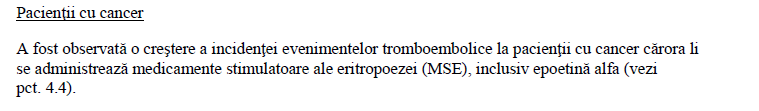 Pacienţii cu cancer
A fost observată o creştere a incidenţei evenimentelor tromboembolice la pacienţii cu cancer cărora li
se administrează medicamente stimulatoare ale eritropoezei (MSE), inclusiv epoetină alfa (vezi
pct. 4.4).